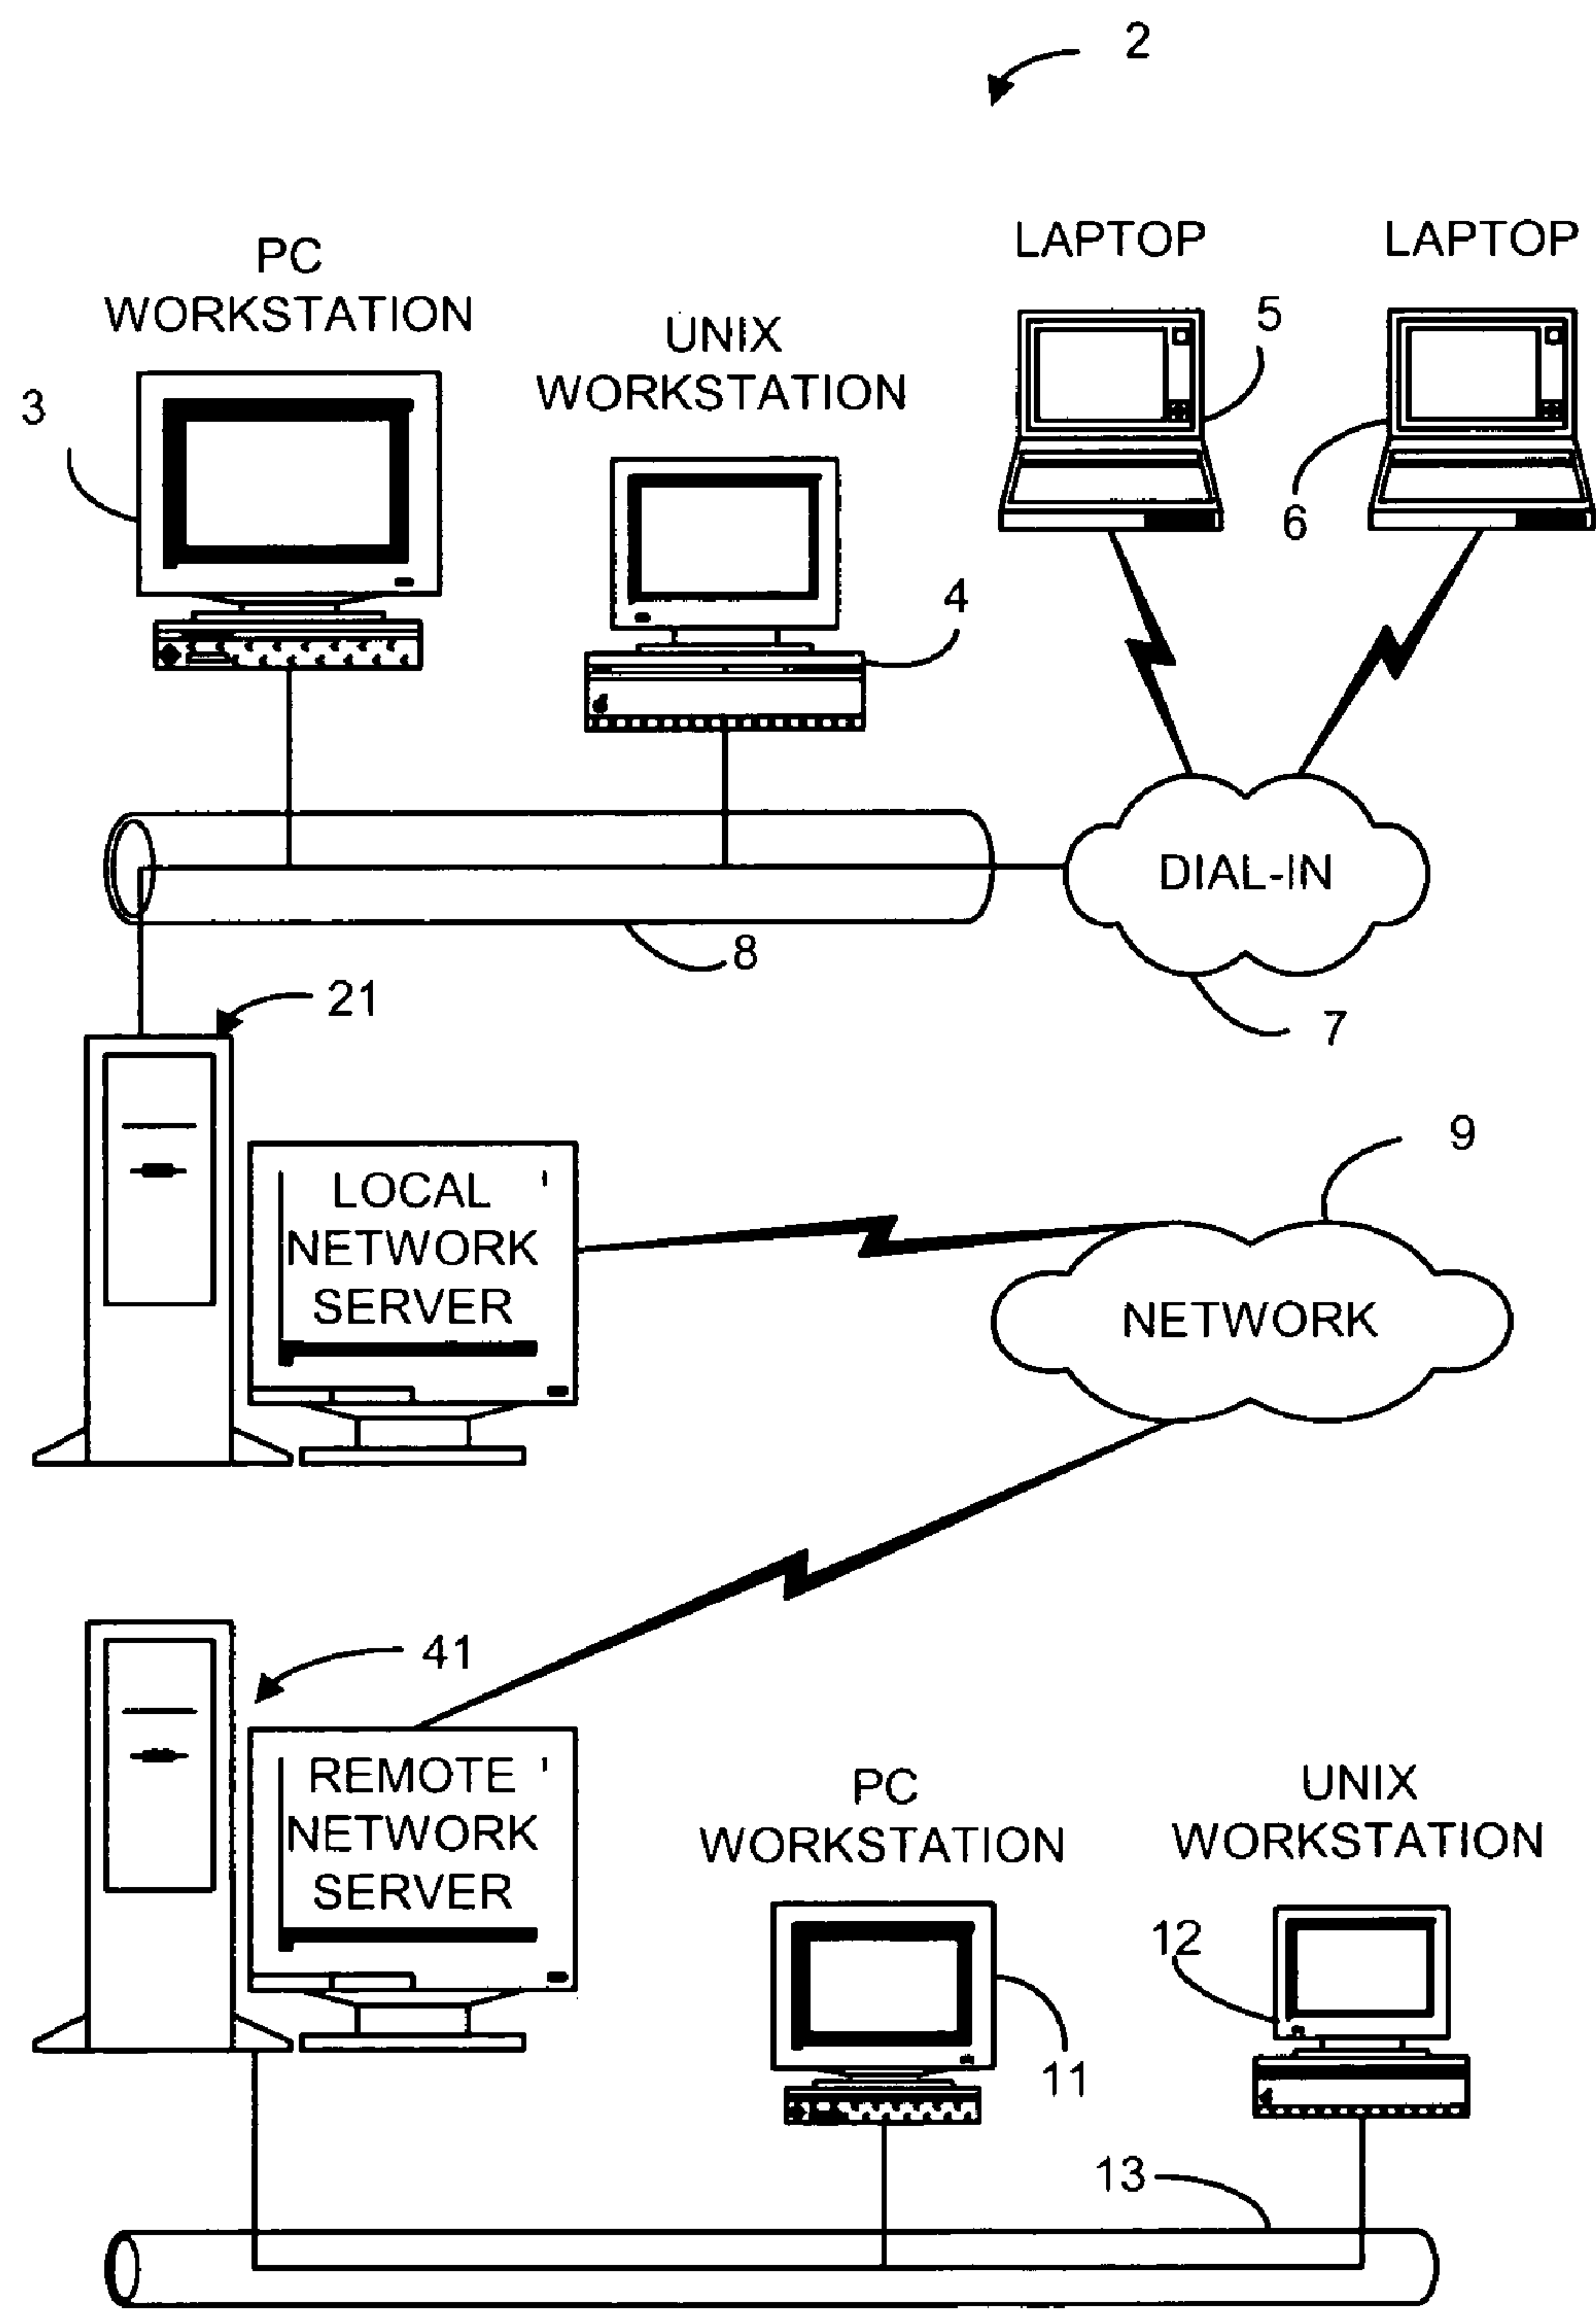 2
PC
WORKSTATION
UNIX
WORKSTATION
LAPTOP
LAPTOP
3
5
6
4
DIAL-IN
8
7
21
9
LOCAL
NETWORK
SERVER
NETWORK
41
REMOTE
NETWORK
SERVER
PC
WORKSTATION
UNIX
WORKSTATION
12
11
13